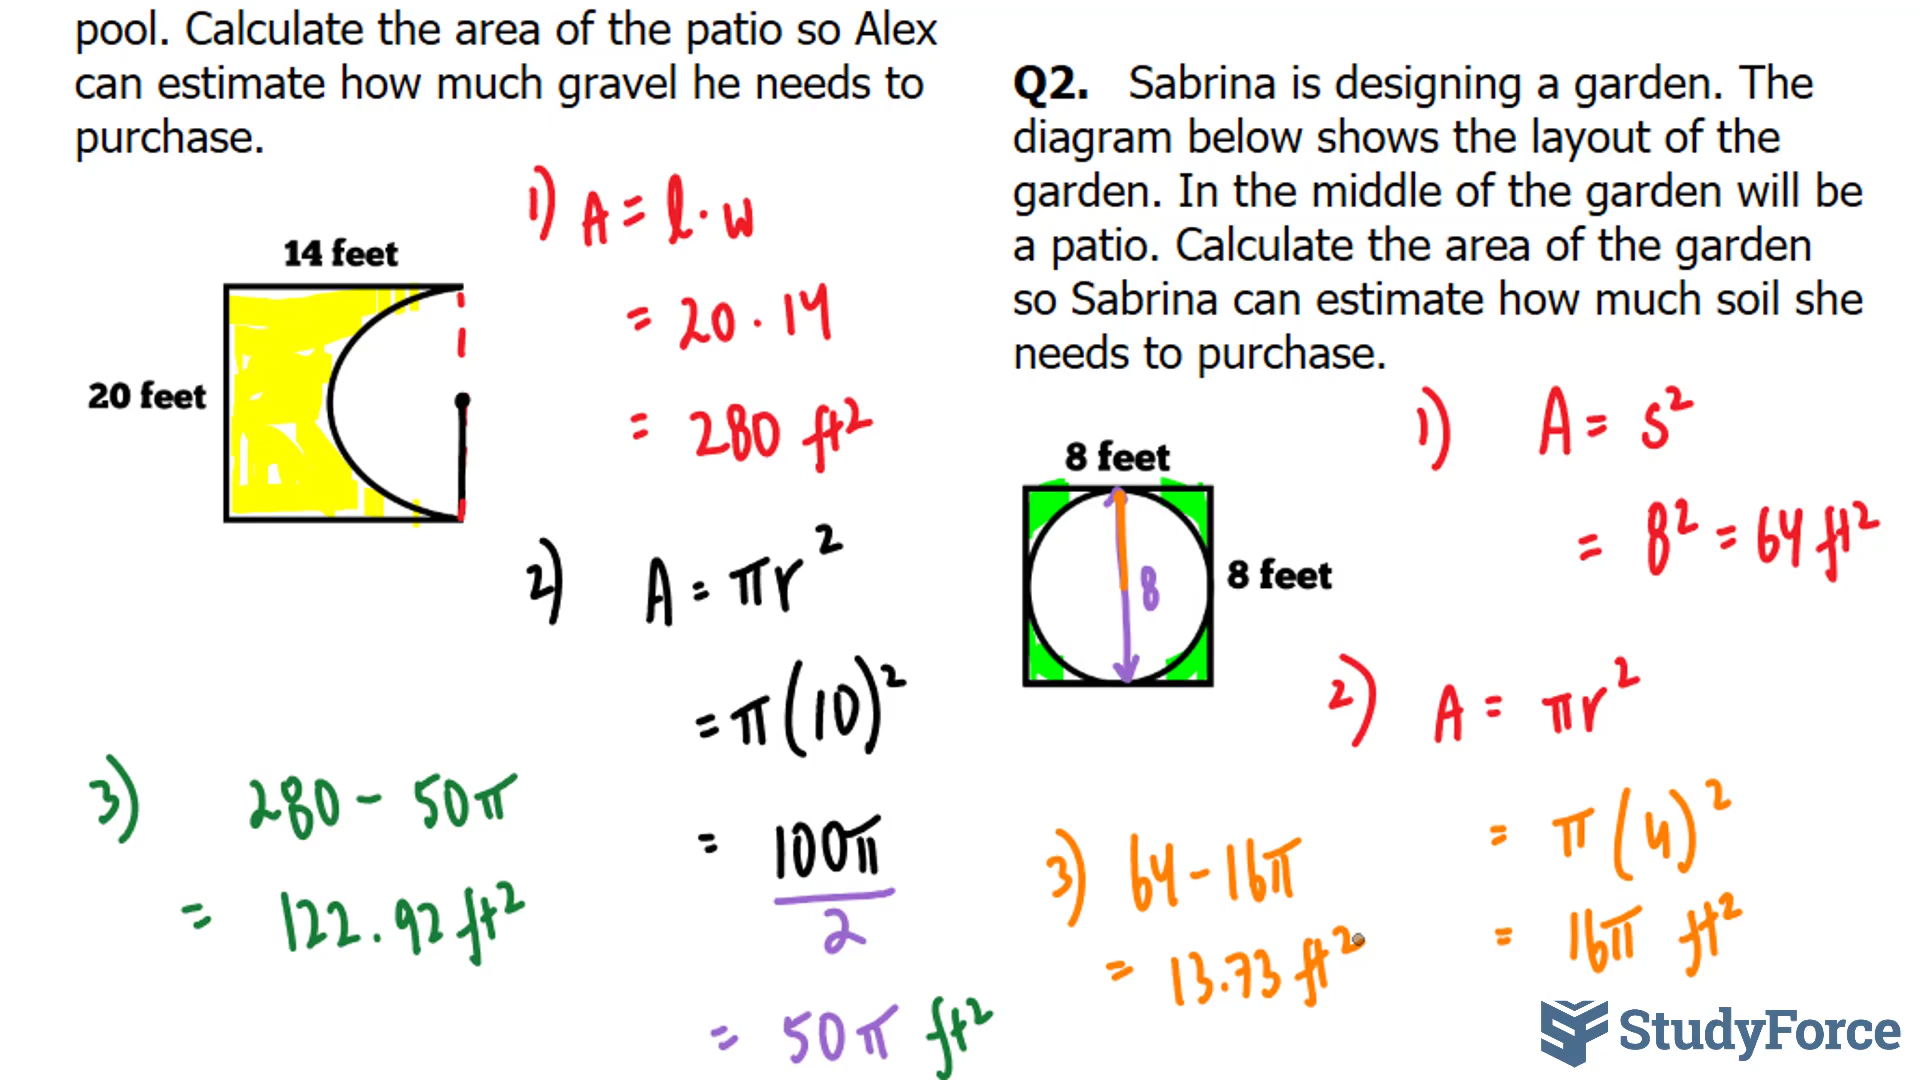 pool. Calculate the area of the patio so Alex
can estimate how much gravel he needs to
purchase.
14 feet
20 feet
1) A = l · w
= 20 · 14
= 280 ft²
2) A = πr²
= π(10)²
= 100π
2
= 50π ft²
3) 280 - 50π
= 122.92 ft²
Q2. Sabrina is designing a garden. The
diagram below shows the layout of the
garden. In the middle of the garden will be
a patio. Calculate the area of the garden
so Sabrina can estimate how much soil she
needs to purchase.
8 feet
8 feet
8
1) A = s²
= 8² = 64 ft²
2) A = πr²
= π(4)²
= 16π ft²
3) 64 - 16π
= 13.73 ft²
StudyForce